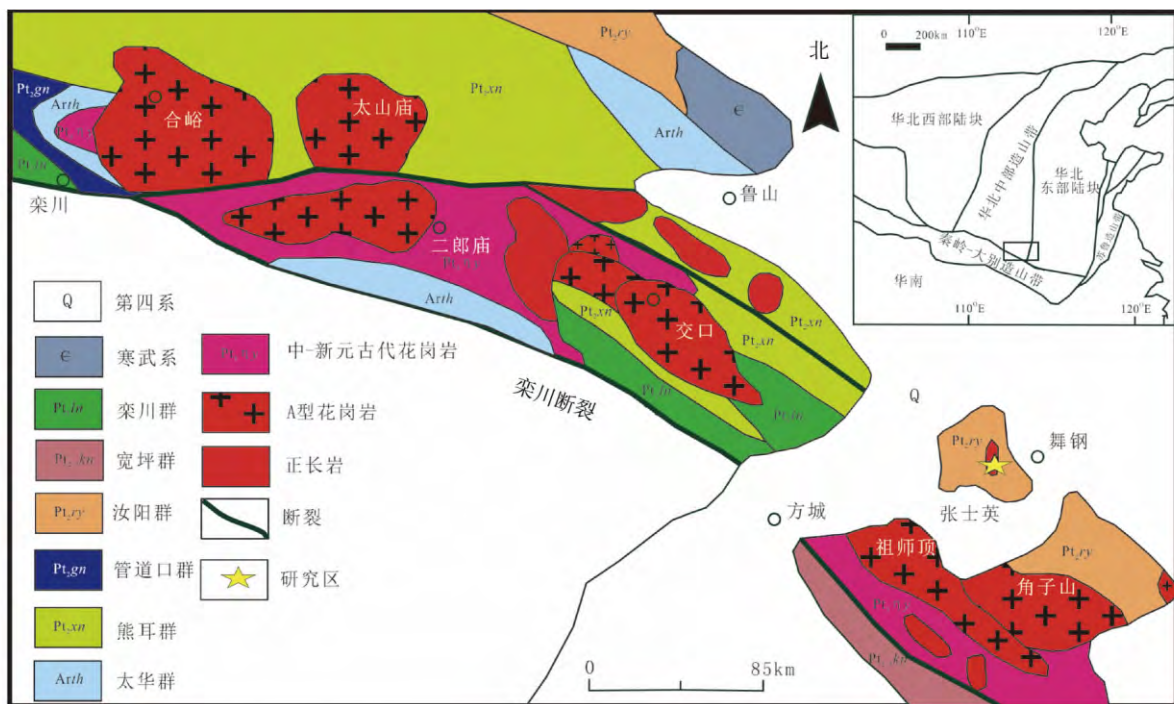 Pt₂gn
Arth
合峪
太山庙
Pt₂xn
Pt₂ry
Arth
Є
北
栾川
鲁山
二郎庙
Arth
Pt₂xn
Pt₂xn
Pt₂xn
交口
栾川断裂
Q
Pt₂ry
舞钢
张士英
方城
祖师顶
角子山
Pt₂ry
0 85km
Q 第四系
Є 寒武系
栾川群
宽坪群
Pt₂ry 汝阳群
Pt₂gn 管道口群
Pt₂xn 熊耳群
Arth 太华群
中-新元古代花岗岩
A型花岗岩
正长岩
断裂
研究区
0 200km
110°E
120°E
华北西部陆块
华北中部造山带
华北
东部陆块
秦岭-大别造山带
华南
110°E
120°E